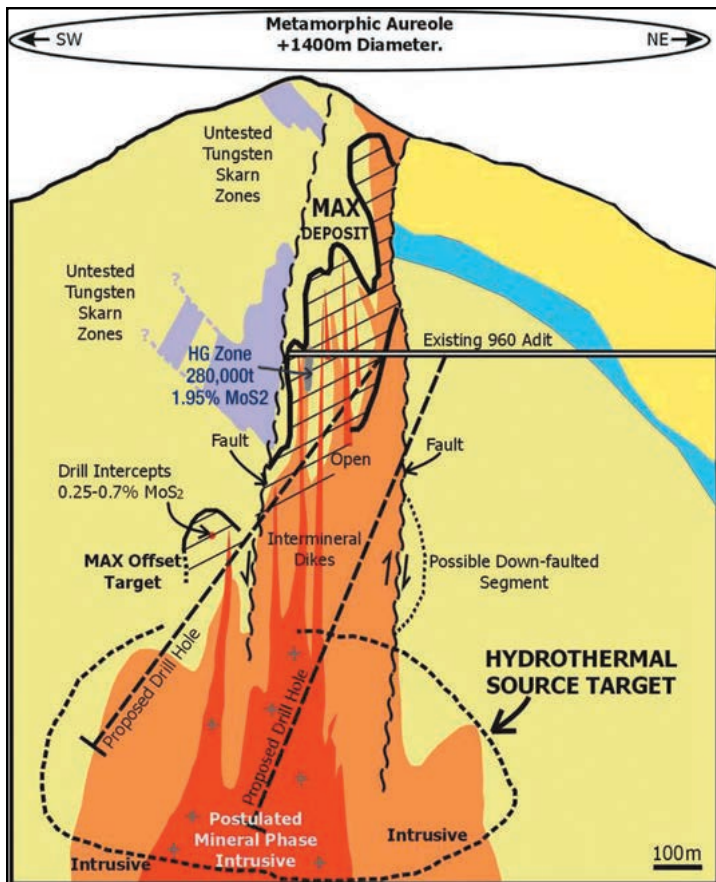 Metamorphic Aureole
+1400m Diameter.
SW
NE
Untested
Tungsten
Skarn
Zones
MAX
DEPOSIT
Untested
Tungsten
Skarn
Zones
?
?
HG Zone
280,000t
1.95% MoS2
Existing 960 Adit
Fault
Open
Fault
Drill Intercepts
0.25-0.7% MoS₂
MAX Offset
Target
Intermineral
Dikes
Possible Down-faulted
Segment
Proposed Drill Hole
Proposed Drill Hole
HYDROTHERMAL
SOURCE TARGET
Postulated
Mineral Phase
Intrusive
Intrusive
Intrusive
100m